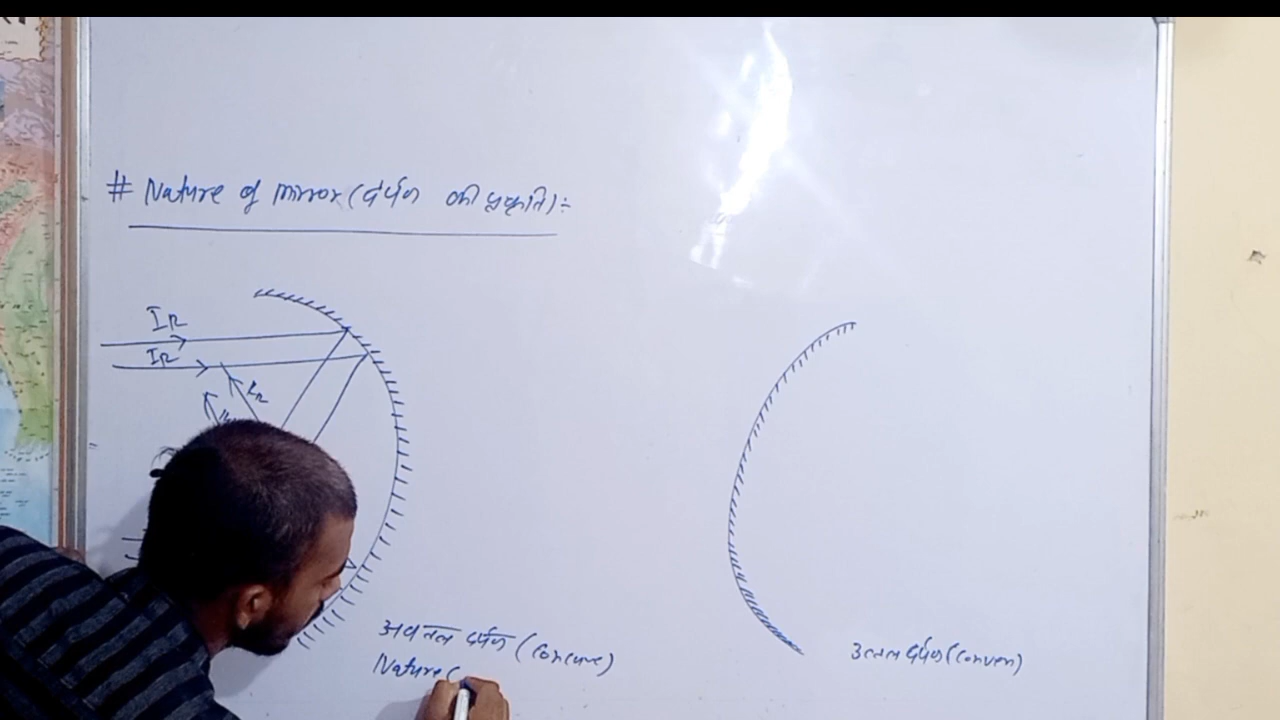 # Nature of mirror (दर्पण की प्रकृति) :-
IR
IR
अवतल दर्पण (Concave)
Nature (
उत्तल दर्पण (Convex)